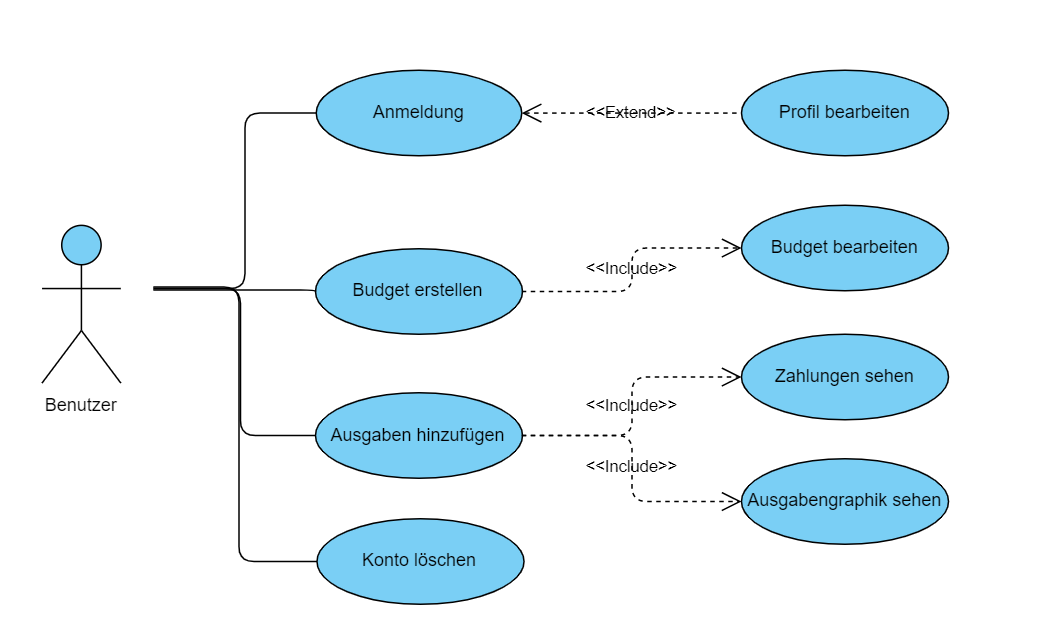 Anmeldung
<<Extend>>
Profil bearbeiten
Budget erstellen
<<Include>>
Budget bearbeiten
Benutzer
Ausgaben hinzufügen
<<Include>>
Zahlungen sehen
<<Include>>
Ausgabengraphik sehen
Konto löschen